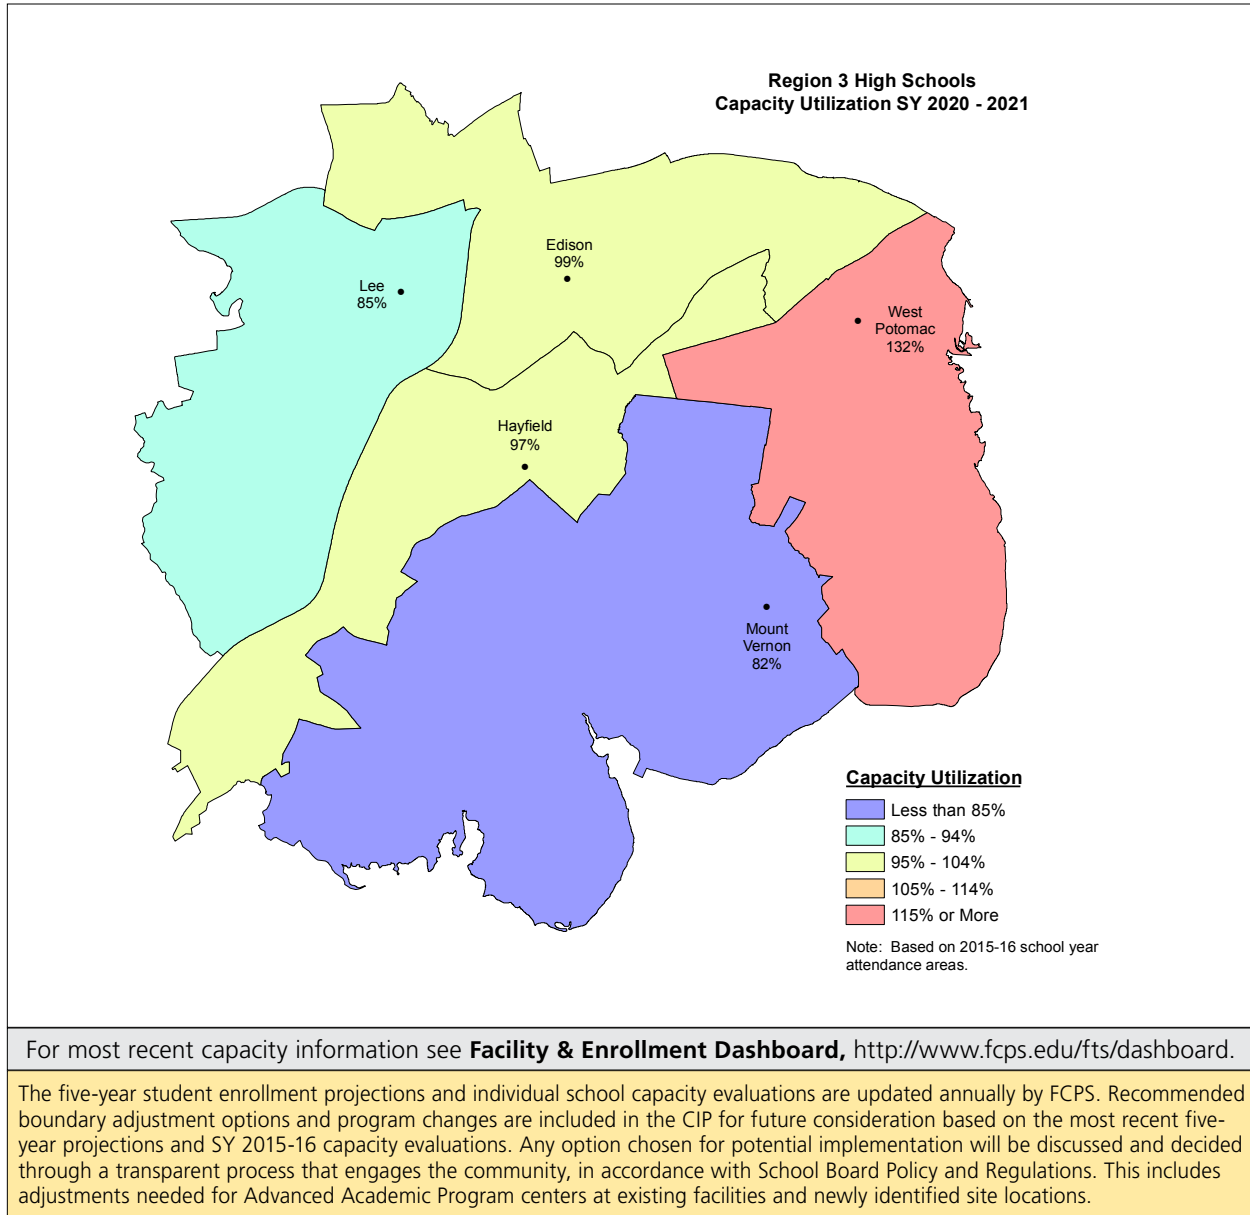 Region 3 High Schools
Capacity Utilization SY 2020 - 2021
Edison
99%
Lee
85%
West
Potomac
132%
Hayfield
97%
Mount
Vernon
82%
Capacity Utilization
Less than 85%
85% - 94%
95% - 104%
105% - 114%
115% or More
Note:  Based on 2015-16 school year
attendance areas.
For most recent capacity information see Facility & Enrollment Dashboard, http://www.fcps.edu/fts/dashboard.
The five-year student enrollment projections and individual school capacity evaluations are updated annually by FCPS. Recommended
boundary adjustment options and program changes are included in the CIP for future consideration based on the most recent five-
year projections and SY 2015-16 capacity evaluations. Any option chosen for potential implementation will be discussed and decided
through a transparent process that engages the community, in accordance with School Board Policy and Regulations. This includes
adjustments needed for Advanced Academic Program centers at existing facilities and newly identified site locations.